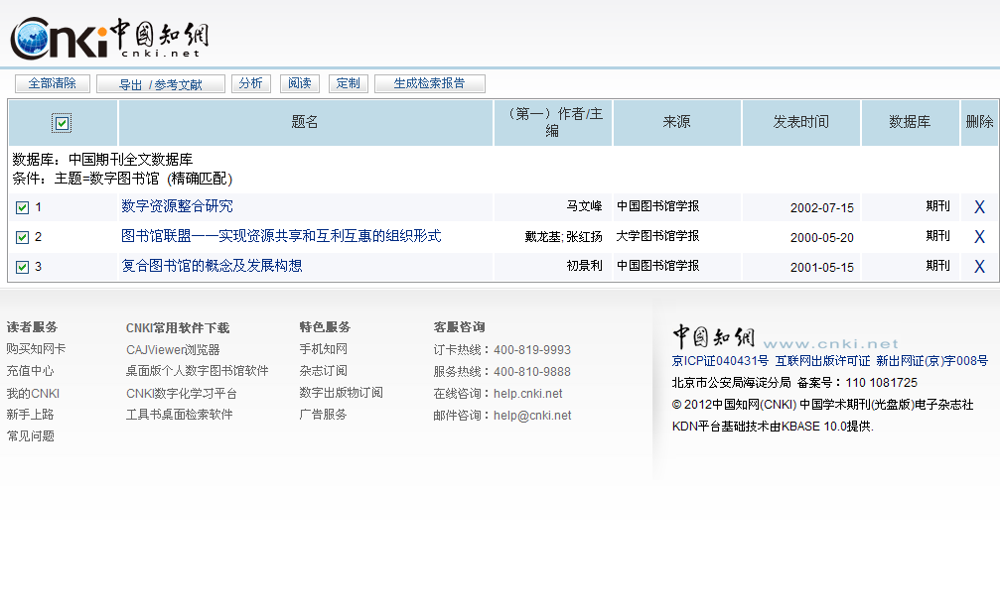 Cnki 中國知網
cnki.net
全部清除 导出 / 参考文献 分析 阅读 定制 生成检索报告
题名 （第一）作者/主编 来源 发表时间 数据库 删除
数据库：中国期刊全文数据库
条件：主题=数字图书馆 (精确匹配)
1 数字资源整合研究 马文峰 中国图书馆学报 2002-07-15 期刊 X
2 图书馆联盟——实现资源共享和互利互惠的组织形式 戴龙基; 张红扬 大学图书馆学报 2000-05-20 期刊 X
3 复合图书馆的概念及发展构想 初景利 中国图书馆学报 2001-05-15 期刊 X
读者服务
购买知网卡
充值中心
我的CNKI
新手上路
常见问题
CNKI常用软件下载
CAJViewer浏览器
桌面版个人数字图书馆软件
CNKI数字化学习平台
工具书桌面检索软件
特色服务
手机知网
杂志订阅
数字出版物订阅
广告服务
客服咨询
订卡热线：400-819-9993
服务热线：400-810-9888
在线咨询：help.cnki.net
邮件咨询：help@cnki.net
中國知網 www.cnki.net
京ICP证040431号 互联网出版许可证 新出网证(京)字008号
北京市公安局海淀分局 备案号：110 1081725
© 2012中国知网(CNKI) 中国学术期刊(光盘版)电子杂志社
KDN平台基础技术由KBASE 10.0提供.